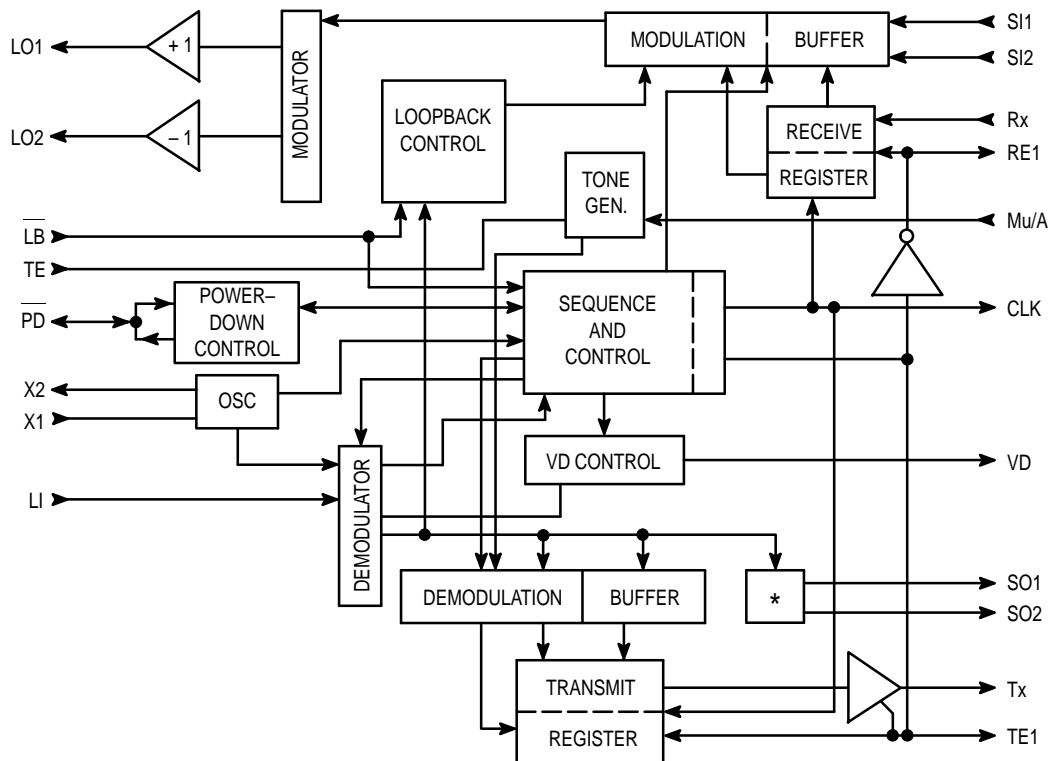 LO1
+ 1
MODULATOR
MODULATION
BUFFER
SI1
SI2
LO2
– 1
LOOPBACK
CONTROL
RECEIVE
REGISTER
Rx
RE1
TONE
GEN.
Mu/A
LB
TE
PD
POWER–
DOWN
CONTROL
SEQUENCE
AND
CONTROL
CLK
X2
X1
OSC
LI
DEMODULATOR
VD CONTROL
VD
DEMODULATION
BUFFER
*
SO1
SO2
TRANSMIT
REGISTER
Tx
TE1